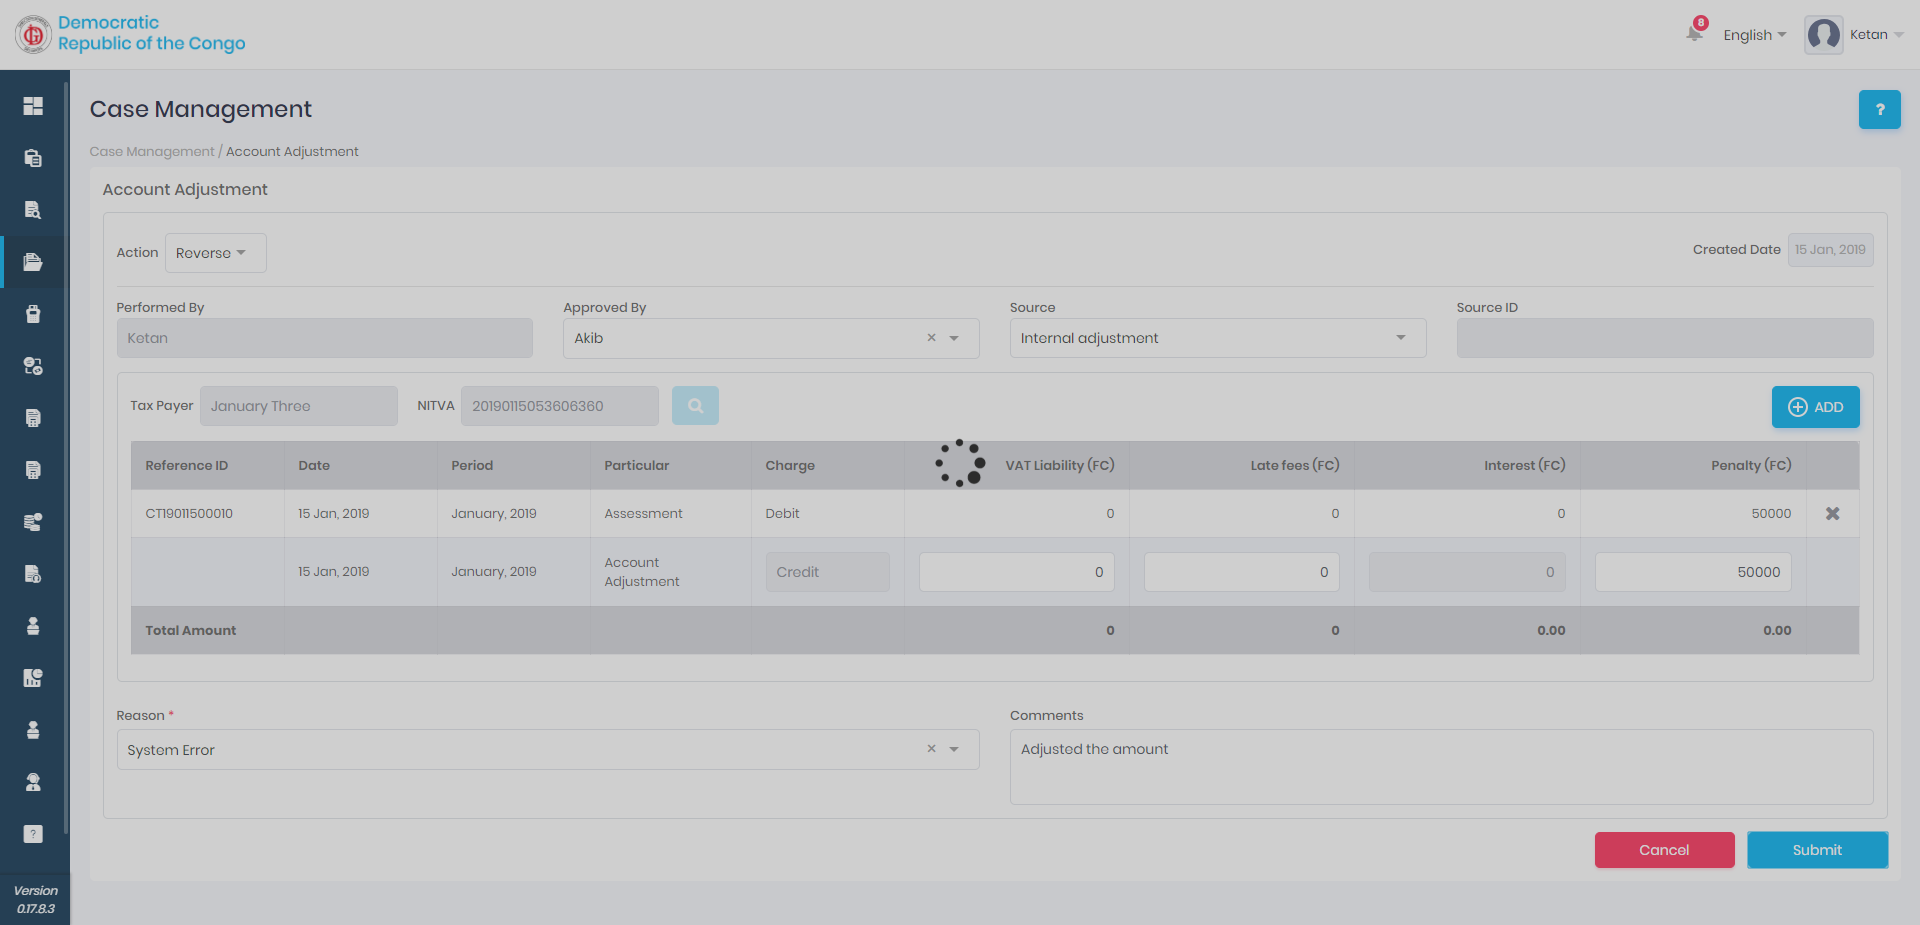 Democratic
Republic of the Congo
8
English
Ketan
Case Management
?
Case Management / Account Adjustment
Account Adjustment
Action Reverse
Created Date 15 Jan, 2019
Performed By Approved By Source Source ID
Ketan Akib × Internal adjustment
Tax Payer January Three NITVA 20190115053606360 ADD
Reference ID Date Period Particular Charge VAT Liability (FC) Late fees (FC) Interest (FC) Penalty (FC)
CT19011500010 15 Jan, 2019 January, 2019 Assessment Debit 0 0 0 50000
15 Jan, 2019 January, 2019 Account Adjustment Credit 0 0 0 50000
Total Amount 0 0 0.00 0.00
Reason * Comments
System Error × Adjusted the amount
Cancel Submit
?
Version
0.17.8.3